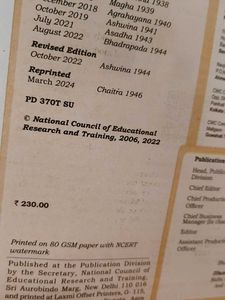 December 2018
Magha 1939
October 2019
Agrahayana 1940
July 2021
Ashwina 1941
August 2022
Asadha 1943
Bhadrapada 1944
Revised Edition
October 2022
Ashwina 1944
Reprinted
March 2024
Chaitra 1946
PD 370T SU
© National Council of Educational
Research and Training, 2006, 2022
₹ 230.00
Printed on 80 GSM paper with NCERT
watermark
Published at the Publication Division
by the Secretary, National Council of
Educational Research and Training,
Sri Aurobindo Marg, New Delhi 110 016
and printed at Laxmi Offset Printers, G-115,
Publication
Head, Public
Division
Chief Editor
Chief Production
Officer
Chief Business
Manager
Editor
Assistant Production
Officer